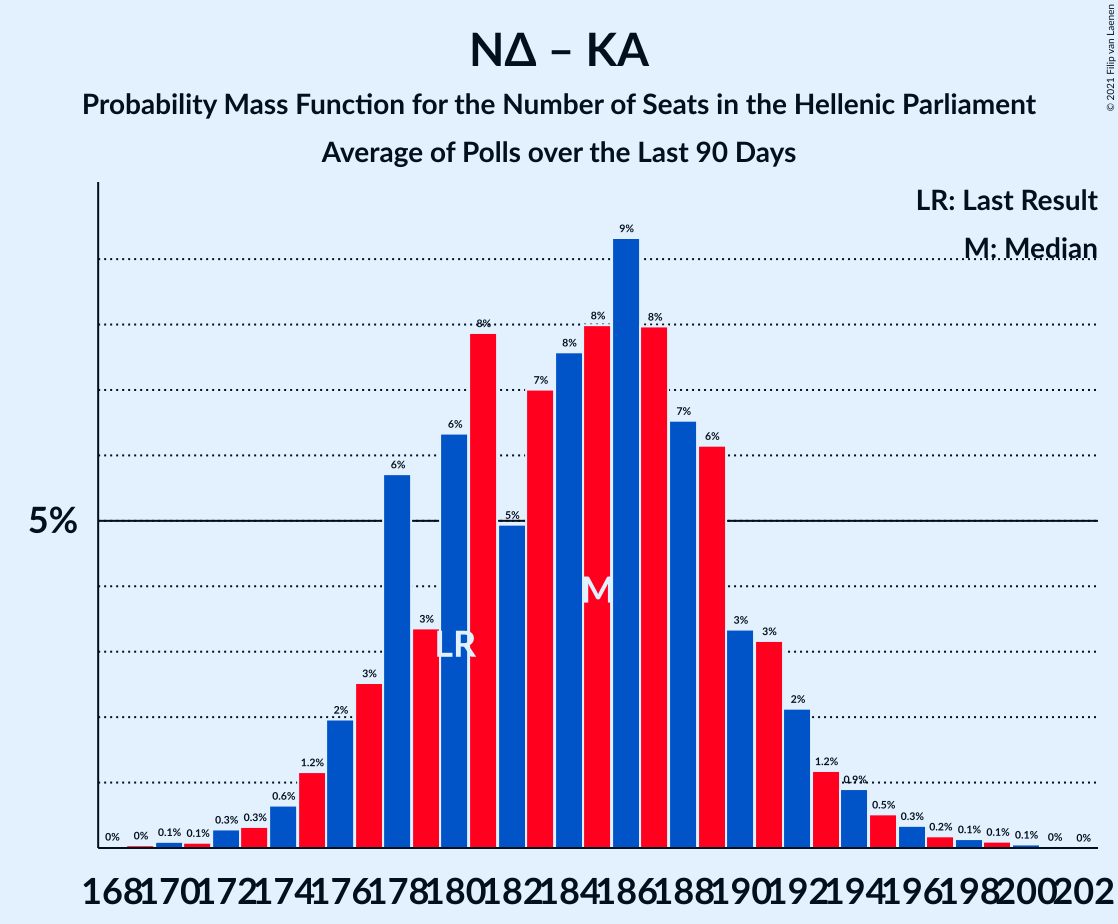 ΝΔ – ΚΑ
Probability Mass Function for the Number of Seats in the Hellenic Parliament
Average of Polls over the Last 90 Days
© 2021 Filip van Laenen
LR: Last Result
M: Median
5%
0% 0% 0.1% 0.1% 0.3% 0.3% 0.6% 1.2% 2% 3% 6% 3% 6% 8% 5% 7% 8% 8% 9% 8% 7% 6% 3% 3% 2% 1.2% 0.9% 0.5% 0.3% 0.2% 0.1% 0.1% 0.1% 0% 0%
M
LR
168 170 172 174 176 178 180 182 184 186 188 190 192 194 196 198 200 202